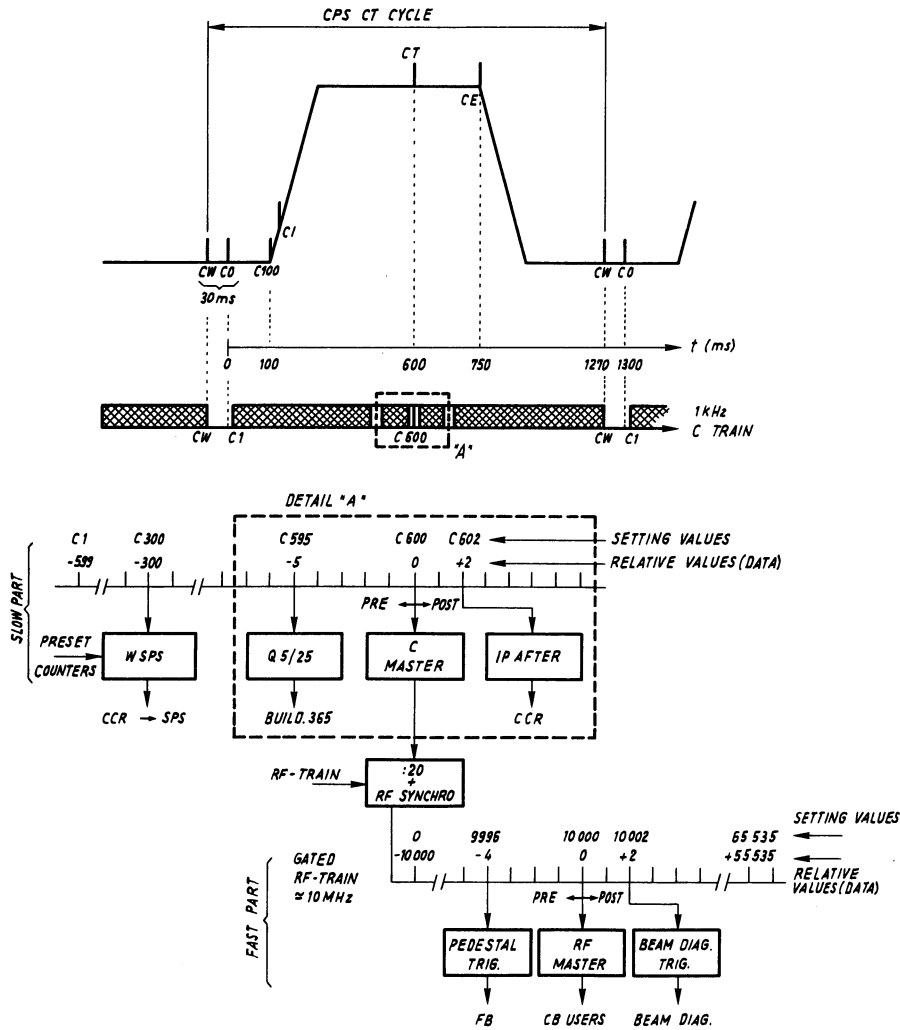 CPS CT CYCLE
CT
CE
CI
CW C0 C100 CW C0
30ms
t (ms)
0 100 600 750 1270 1300
1 KHz
CW C1 C600 CW C1 C TRAIN
"A"
DETAIL "A"
C1 C300 C595 C600 C602 SETTING VALUES
-599 -300 -5 0 +2 RELATIVE VALUES (DATA)
SLOW PART
PRE POST
PRESET
COUNTERS
W SPS
Q 5/25
C
MASTER
IP AFTER
CCR → SPS BUILD. 365 CCR
RF-TRAIN
:20
+
RF SYNCHRO
SETTING VALUES
0 9996 10 000 10 002 65 535
-10 000 -4 0 +2 +55 535
RELATIVE
VALUES (DATA)
GATED
RF-TRAIN
≃ 10 MHz
FAST PART
PRE POST
PEDESTAL
TRIG.
RF
MASTER
BEAM DIAG.
TRIG.
FB CB USERS BEAM DIAG.